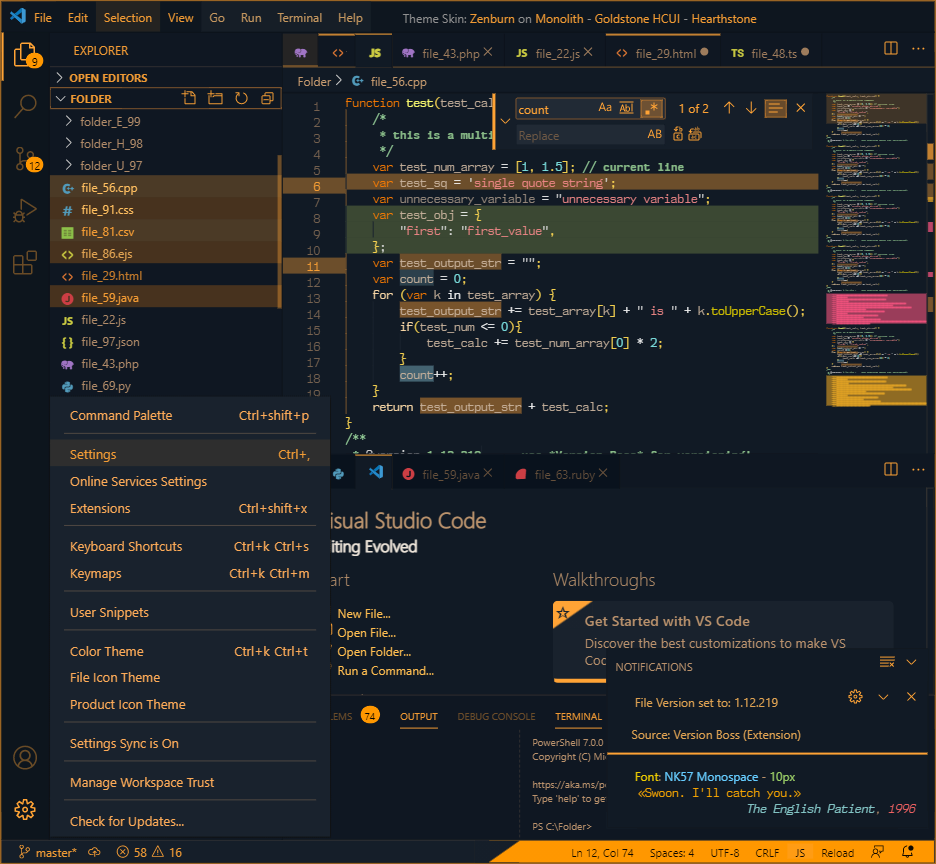 File Edit Selection View Go Run Terminal Help Theme Skin: Zenburn on Monolith - Goldstone HCUI - Hearthstone
9
EXPLORER
OPEN EDITORS
FOLDER
folder_E_99
folder_H_98
folder_U_97
file_56.cpp
file_91.css
file_81.csv
file_86.ejs
file_29.html
file_59.java
file_22.js
file_97.json
file_43.php
file_69.py
12
JS file_43.php JS file_22.js file_29.html TS file_48.ts
Folder > file_56.cpp
count Aa Abl .* 1 of 2
Replace AB
1 function test(test_cal
2 /*
3 * this is a multi
4 */
5 var test_num_array = [1, 1.5]; // current line
6 var test_sq = 'single quote string';
7 var unnecessary_variable = "unnecessary variable";
8 var test_obj = {
9 "first": "first_value",
10 };
11 var test_output_str = "";
12 var count = 0;
13 for (var k in test_array) {
14 test_output_str += test_array[k] + " is " + k.toUpperCase();
15 if(test_num <= 0){
16 test_calc += test_num_array[0] * 2;
17 }
18 count++;
19 }
return test_output_str + test_calc;
}
/**
Command Palette Ctrl+shift+p
Settings Ctrl+,
Online Services Settings
Extensions Ctrl+shift+x
Keyboard Shortcuts Ctrl+k Ctrl+s
Keymaps Ctrl+k Ctrl+m
User Snippets
Color Theme Ctrl+k Ctrl+t
File Icon Theme
Product Icon Theme
Settings Sync is On
Manage Workspace Trust
Check for Updates...
file_59.java file_63.ruby
isual Studio Code
iting Evolved
art
New File...
Open File...
Open Folder...
Run a Command...
Walkthroughs
Get Started with VS Code
Discover the best customizations to make VS
Coc
LEMS 74 OUTPUT DEBUG CONSOLE TERMINAL
PowerShell 7.0.0
Copyright (C) Mi
https://aka.ms/p
Type 'help' to ge
PS C:\Folder>
NOTIFICATIONS
File Version set to: 1.12.219
Source: Version Boss (Extension)
Font: NK57 Monospace - 10px
«Swoon. I'll catch you.»
The English Patient, 1996
master* 58 16 Ln 12, Col 74 Spaces: 4 UTF-8 CRLF JS Reload